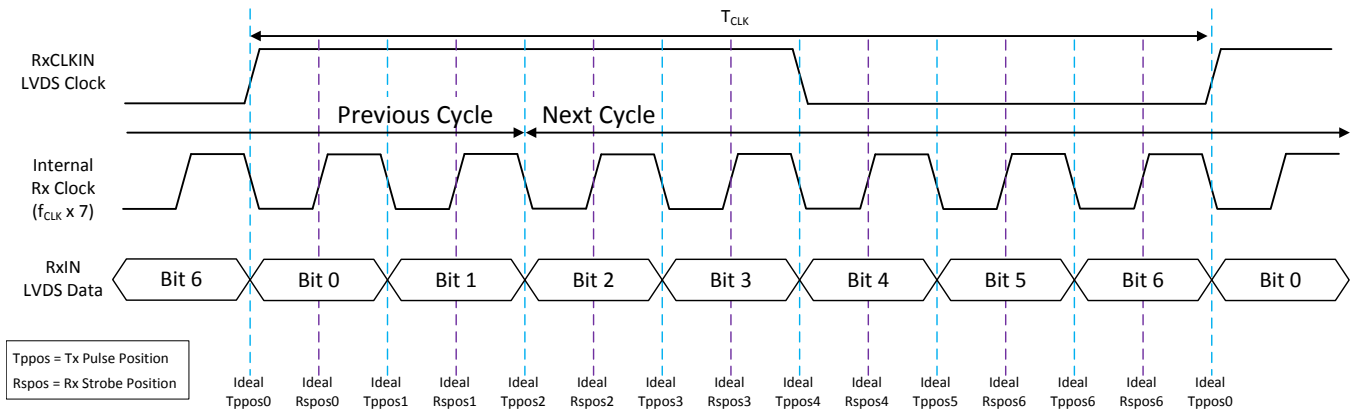 T_CLK
RxCLKIN
LVDS Clock
Previous Cycle Next Cycle
Internal
Rx Clock
(f_CLK x 7)
RxIN
LVDS Data
Bit 6 Bit 0 Bit 1 Bit 2 Bit 3 Bit 4 Bit 5 Bit 6 Bit 0
Tppos = Tx Pulse Position
Rspos = Rx Strobe Position
Ideal Ideal Ideal Ideal Ideal Ideal Ideal Ideal Ideal Ideal Ideal Ideal Ideal Ideal Ideal
Tppos0 Rspos0 Tppos1 Rspos1 Tppos2 Rspos2 Tppos3 Rspos3 Tppos4 Rspos4 Tppos5 Rspos6 Tppos6 Rspos6 Tppos0